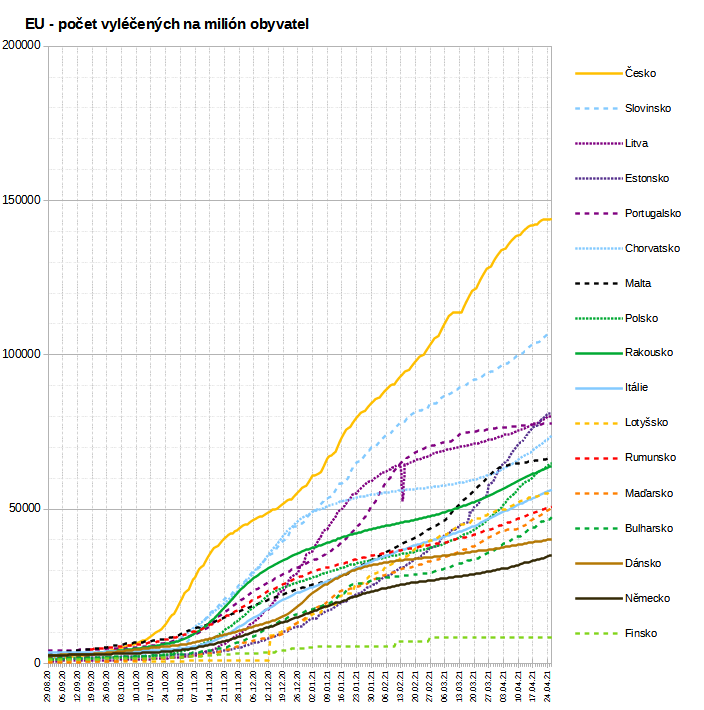 EU - počet vyléčených na milión obyvatel
200000
150000
100000
50000
0
Česko
Slovinsko
Litva
Estonsko
Portugalsko
Chorvatsko
Malta
Polsko
Rakousko
Itálie
Lotyšsko
Rumunsko
Maďarsko
Bulharsko
Dánsko
Německo
Finsko
29.08.20
06.09.20
12.09.20
19.09.20
26.09.20
03.10.20
10.10.20
17.10.20
24.10.20
31.10.20
07.11.20
14.11.20
21.11.20
28.11.20
05.12.20
12.12.20
19.12.20
26.12.20
02.01.21
09.01.21
16.01.21
23.01.21
30.01.21
06.02.21
13.02.21
20.02.21
27.02.21
06.03.21
13.03.21
20.03.21
27.03.21
03.04.21
10.04.21
17.04.21
24.04.21